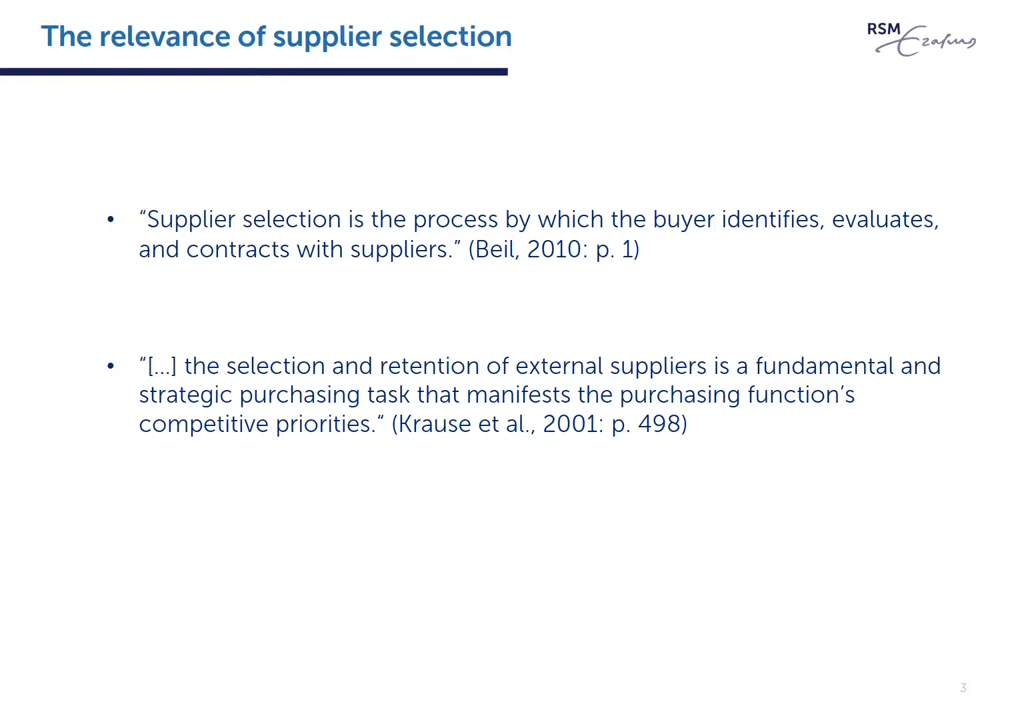 The relevance of supplier selection
RSM
Erasmus
• “Supplier selection is the process by which the buyer identifies, evaluates,
and contracts with suppliers.” (Beil, 2010: p. 1)
• “[…] the selection and retention of external suppliers is a fundamental and
strategic purchasing task that manifests the purchasing function’s
competitive priorities.“ (Krause et al., 2001: p. 498)
3